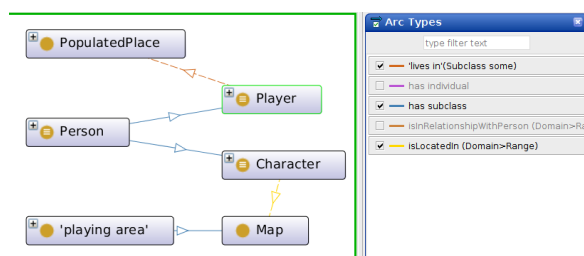 PopulatedPlace
Player
Person
Character
'playing area'
Map
Arc Types
type filter text
'lives in'(Subclass some)
has individual
has subclass
isInRelationshipWithPerson (Domain>Ra
isLocatedIn (Domain>Range)